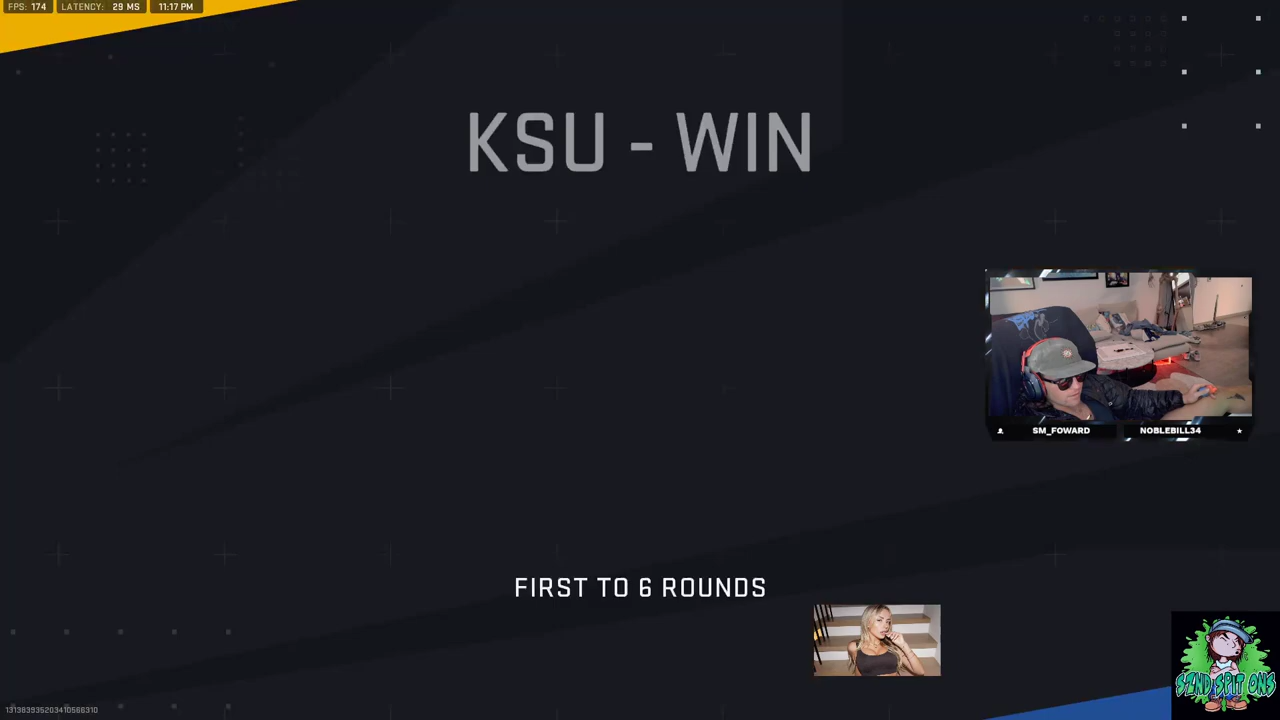 FPS: 174 LATENCY: 29 MS 11:17 PM
KSU - WIN
SM_FOWARD NOBLEBILL34
FIRST TO 6 ROUNDS
SEND SPIT ONS